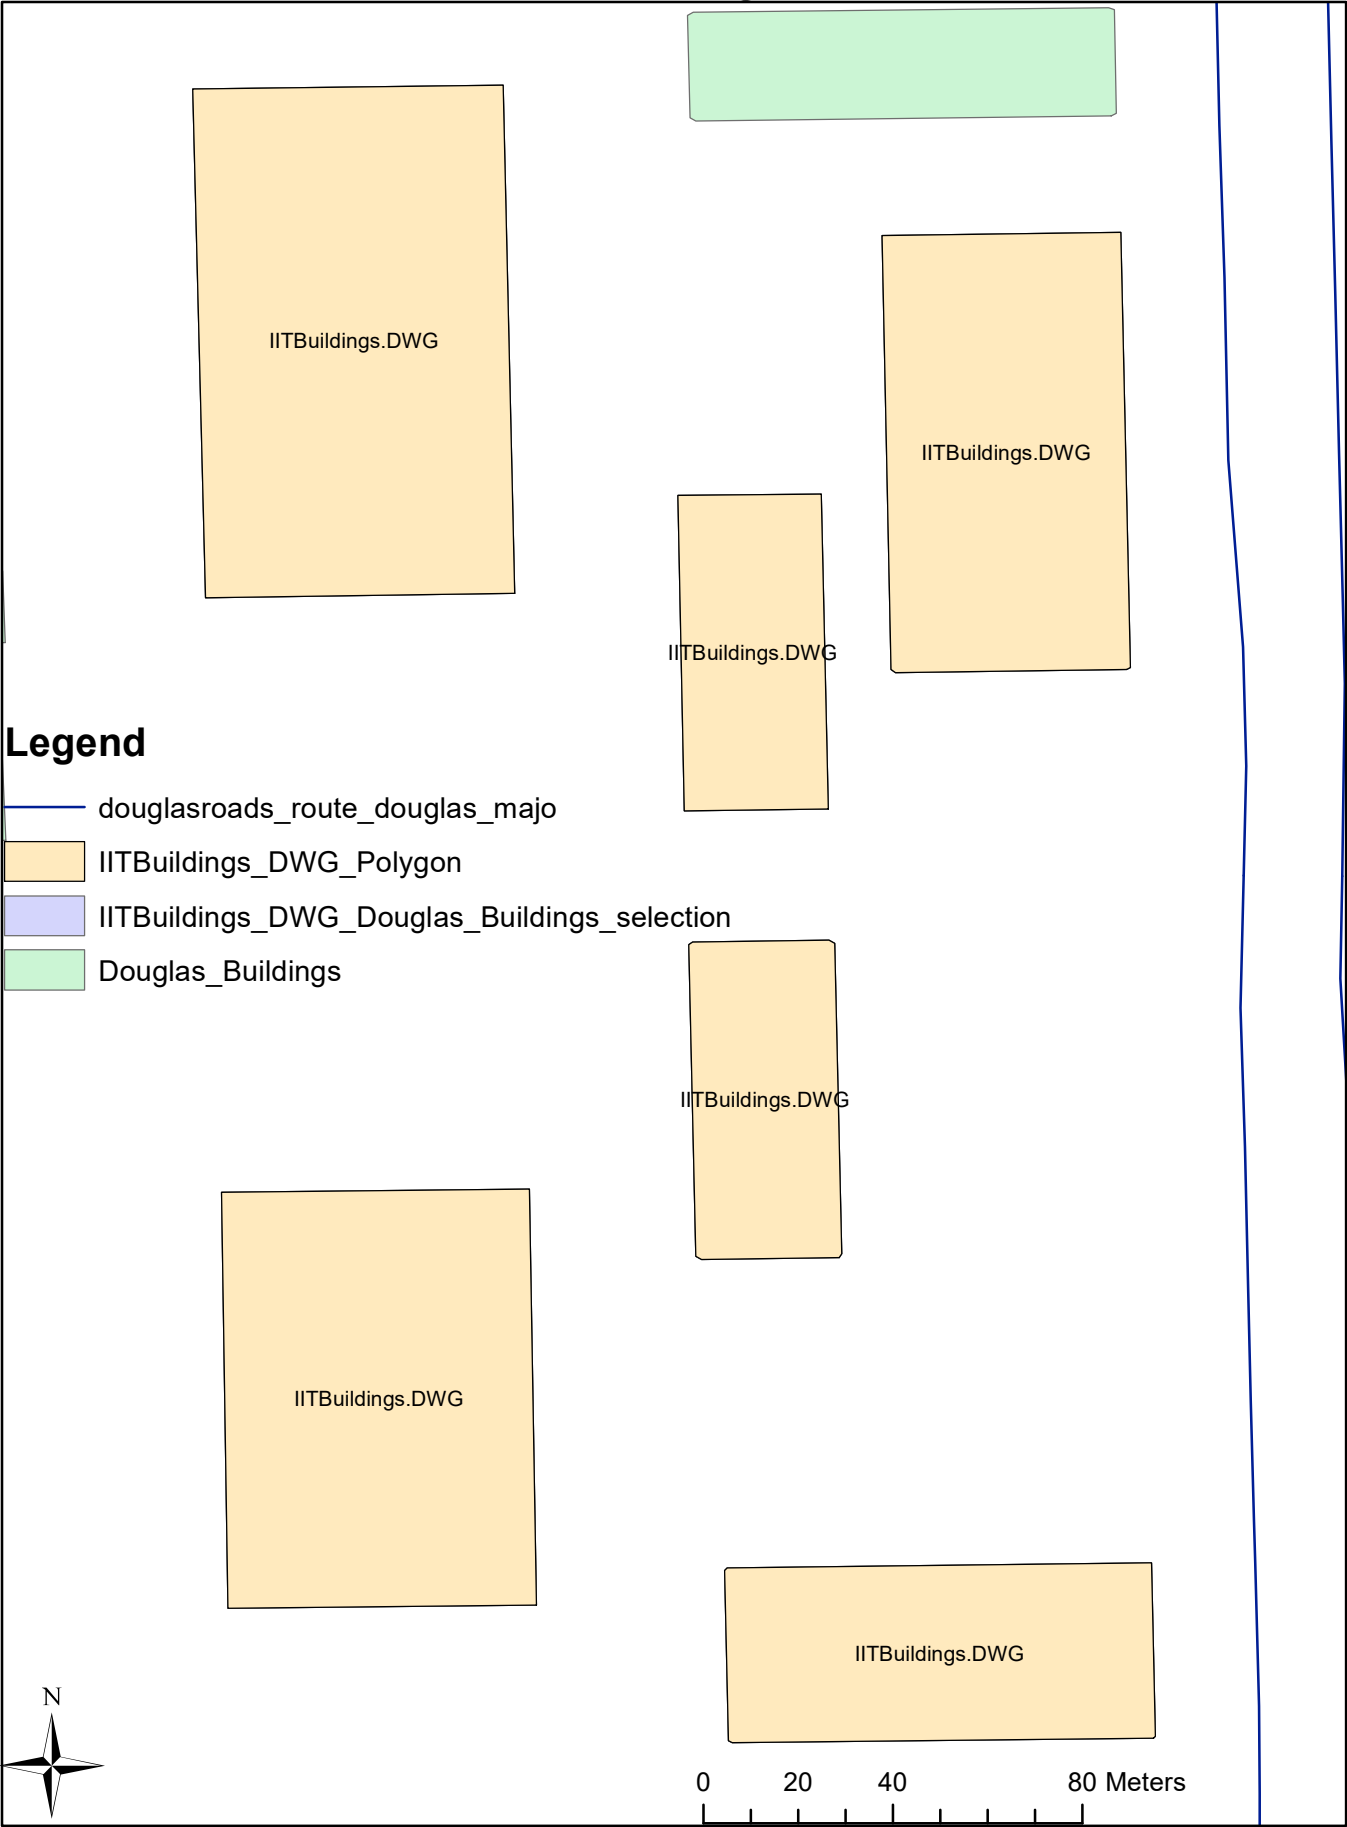 IITBuildings.DWG
IITBuildings.DWG
IITBuildings.DWG
Legend
douglasroads_route_douglas_majo
IITBuildings_DWG_Polygon
IITBuildings_DWG_Douglas_Buildings_selection
Douglas_Buildings
IITBuildings.DWG
IITBuildings.DWG
IITBuildings.DWG
N
0 20 40 80 Meters